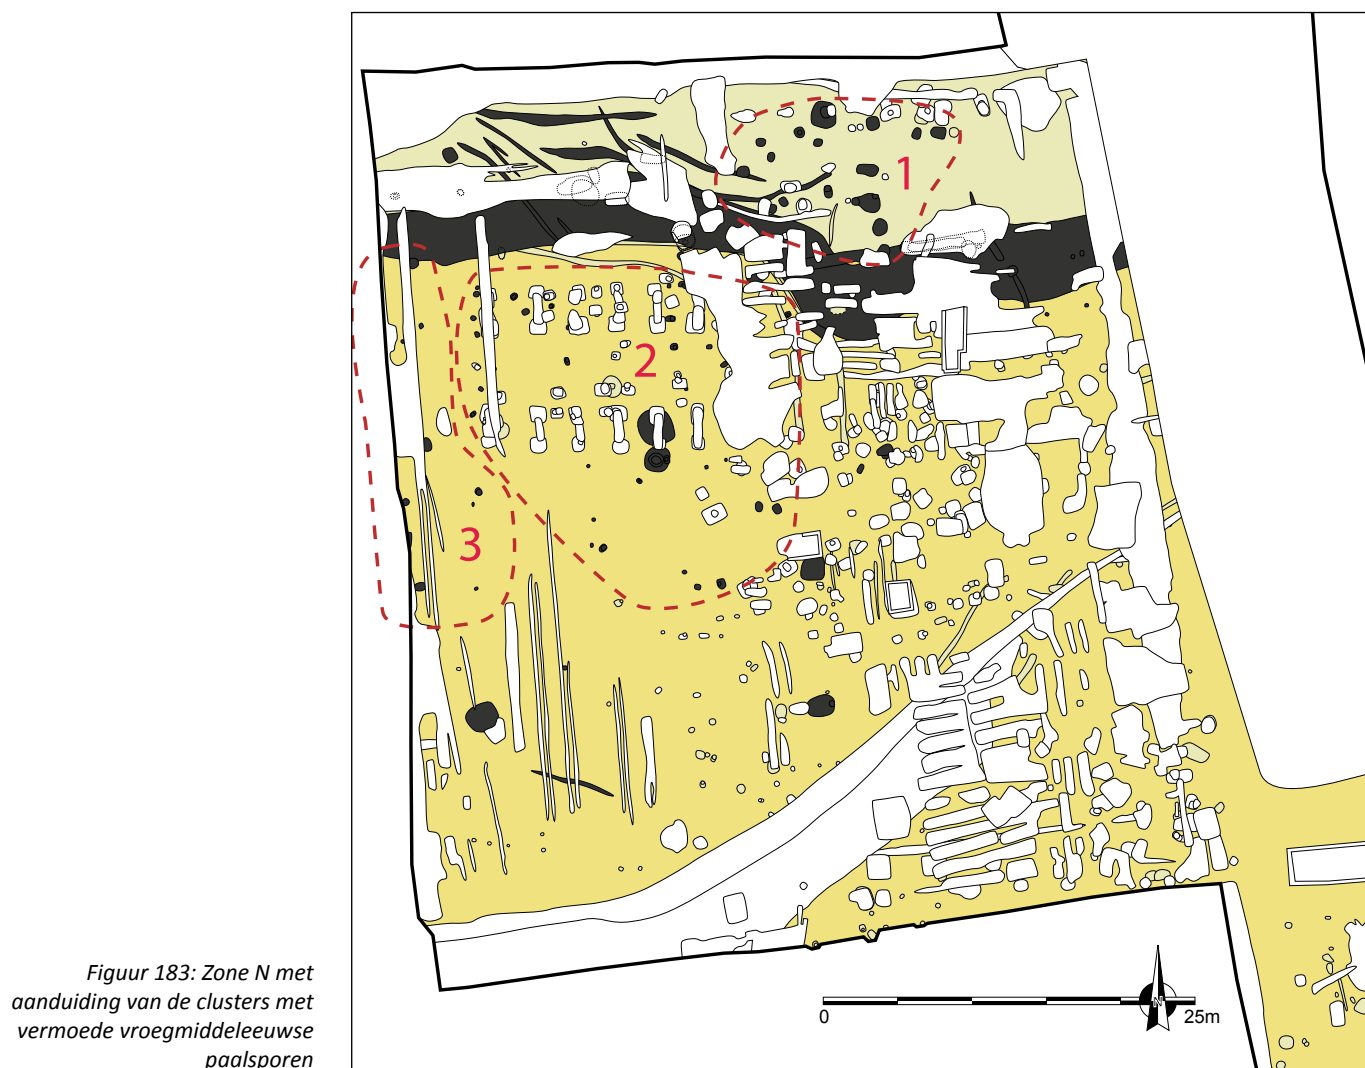 1
2
3
N
0
25m
Figuur 183: Zone N met
aanduiding van de clusters met
vermoede vroegmiddeleeuwse
paalsporen